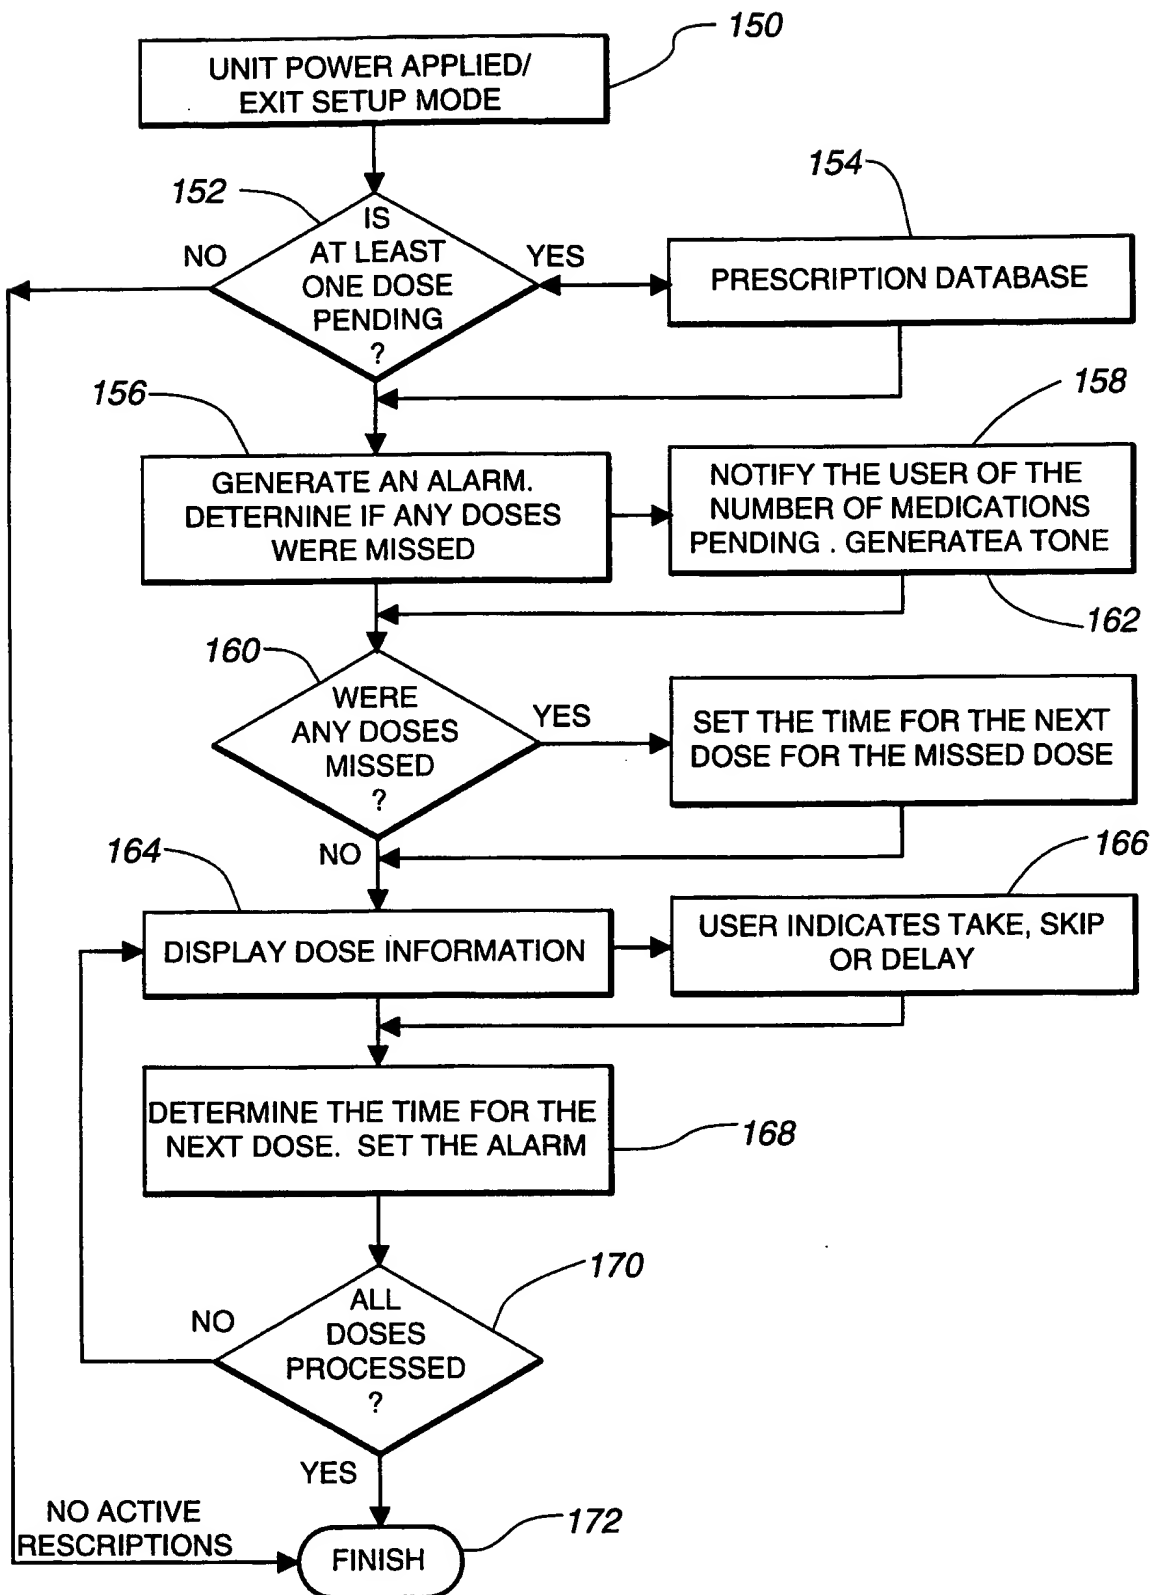 150
UNIT POWER APPLIED/
EXIT SETUP MODE
152
154
IS
AT LEAST
ONE DOSE
PENDING
?
NO
YES
PRESCRIPTION DATABASE
156
158
GENERATE AN ALARM.
DETERNINE IF ANY DOSES
WERE MISSED
NOTIFY THE USER OF THE
NUMBER OF MEDICATIONS
PENDING . GENERATEA TONE
162
160
WERE
ANY DOSES
MISSED
?
YES
SET THE TIME FOR THE NEXT
DOSE FOR THE MISSED DOSE
NO
164
166
DISPLAY DOSE INFORMATION
USER INDICATES TAKE, SKIP
OR DELAY
DETERMINE THE TIME FOR THE
NEXT DOSE. SET THE ALARM
168
170
ALL
DOSES
PROCESSED
?
NO
YES
NO ACTIVE
RESCRIPTIONS
172
FINISH